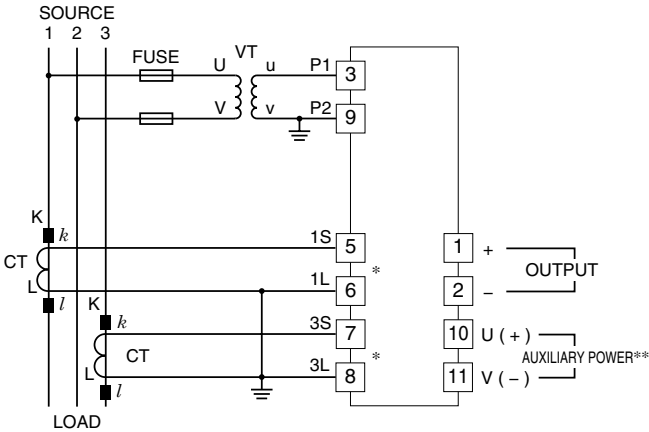 SOURCE
1 2 3
FUSE
VT
U u P1 3
V v P2 9
K
k
1S 5 1 +
CT
*
OUTPUT
L 1L 6 2 −
l
K
k
3S 7 10 U ( + )
CT
*
AUXILIARY POWER**
L 3L 8 11 V ( − )
l
LOAD